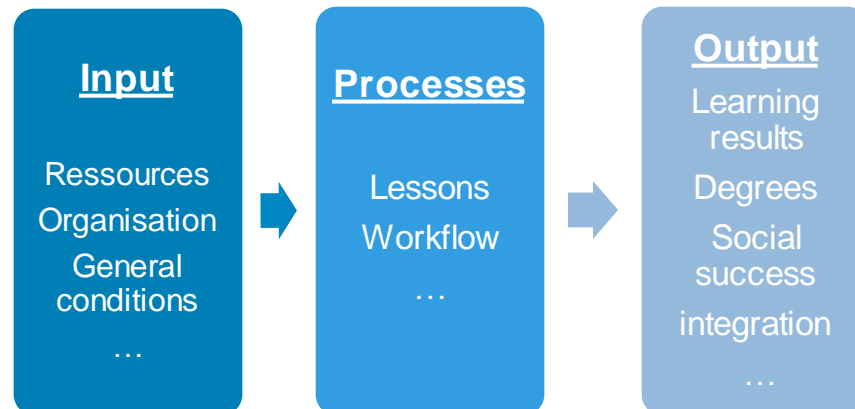 Input
Ressources
Organisation
General
conditions
…
Processes
Lessons
Workflow
…
Output
Learning
results
Degrees
Social
success
integration
…